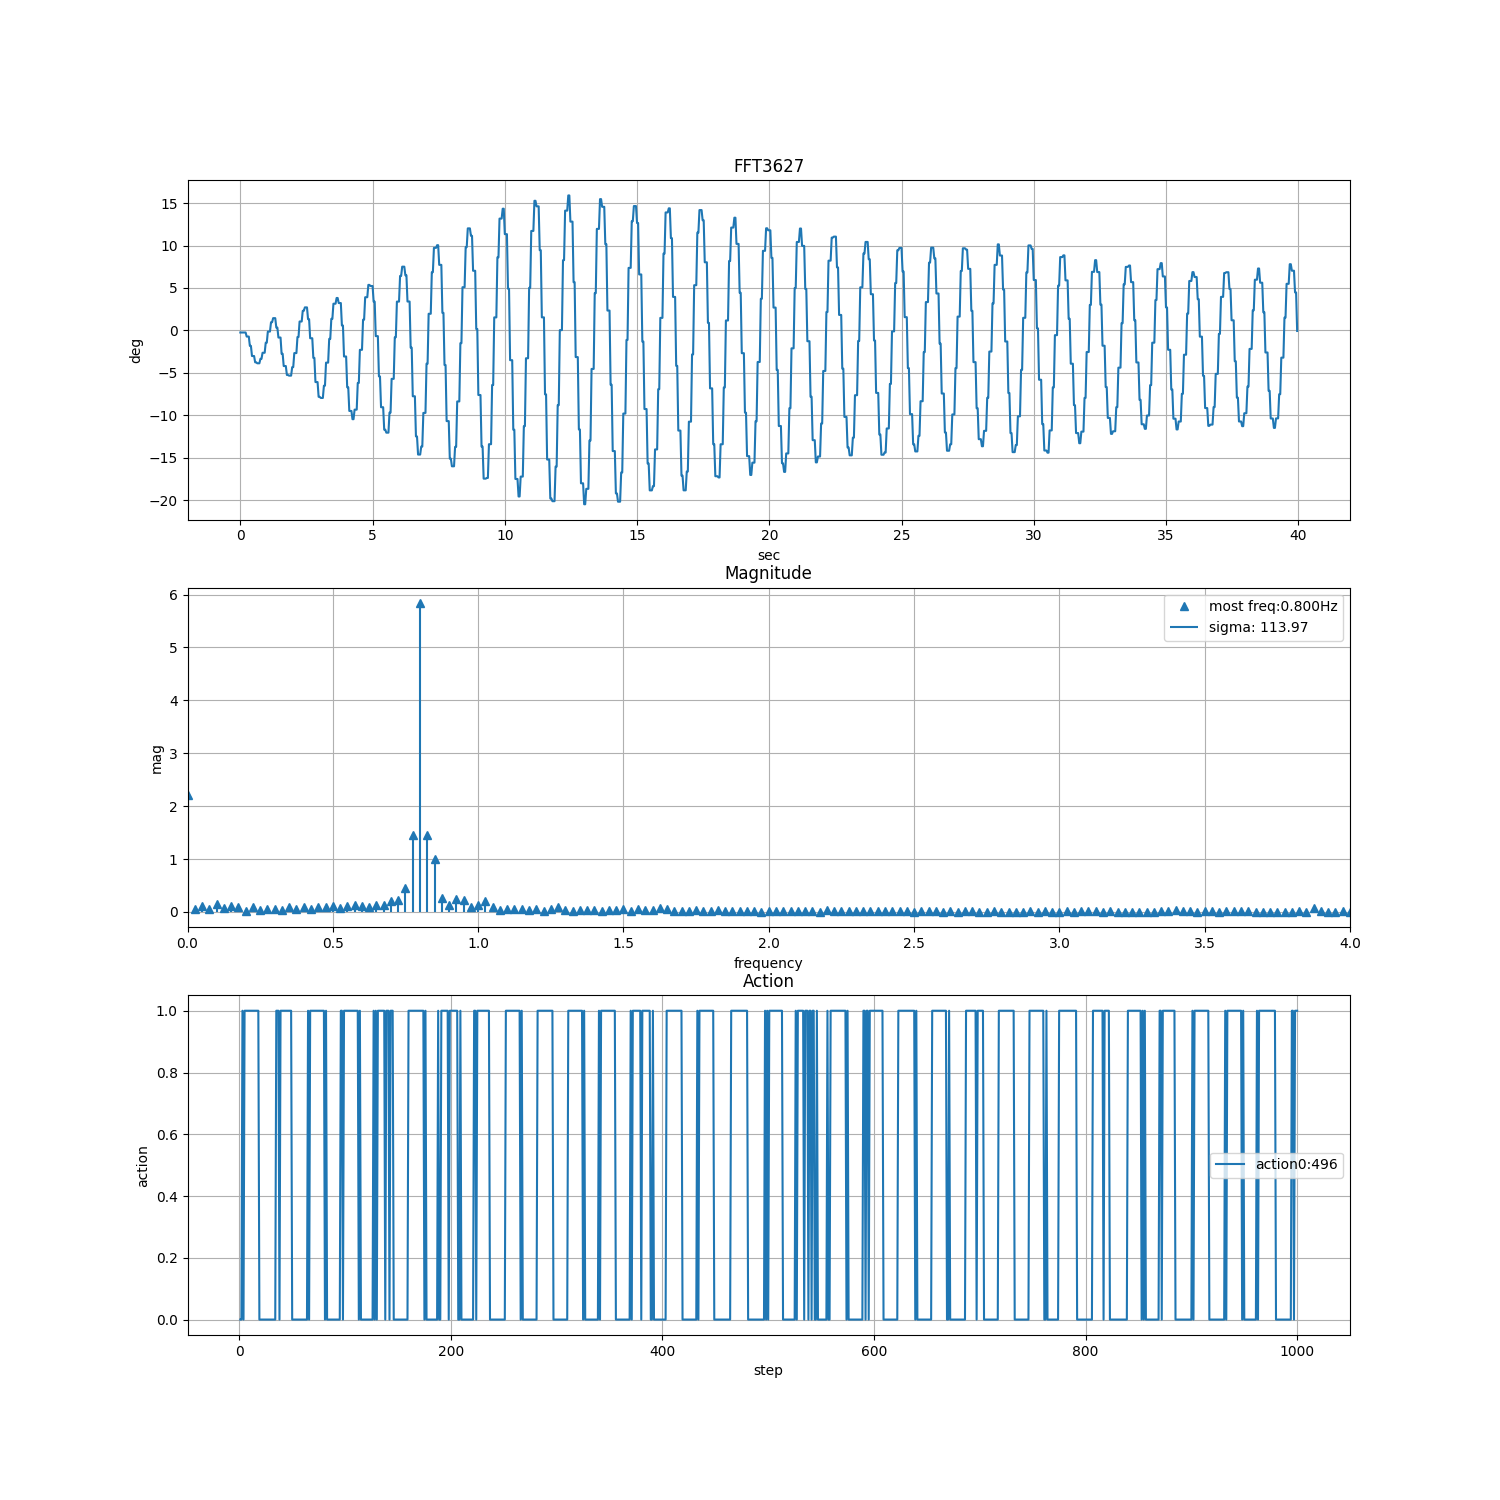 FFT3627
15
10
5
0
−5
−10
−15
−20
deg
0 5 10 15 20 25 30 35 40
sec
Magnitude
6
5
4
3
2
1
0
mag
most freq:0.800Hz
sigma: 113.97
0.0 0.5 1.0 1.5 2.0 2.5 3.0 3.5 4.0
frequency
Action
1.0
0.8
0.6
0.4
0.2
0.0
action
action0:496
0 200 400 600 800 1000
step